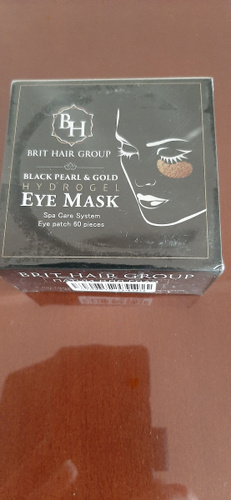 BH
BRIT HAIR GROUP
BLACK PEARL & GOLD
HYDROGEL
EYE MASK
Spa Care System
Eye patch 60 pieces
BRIT HAIR GROUP